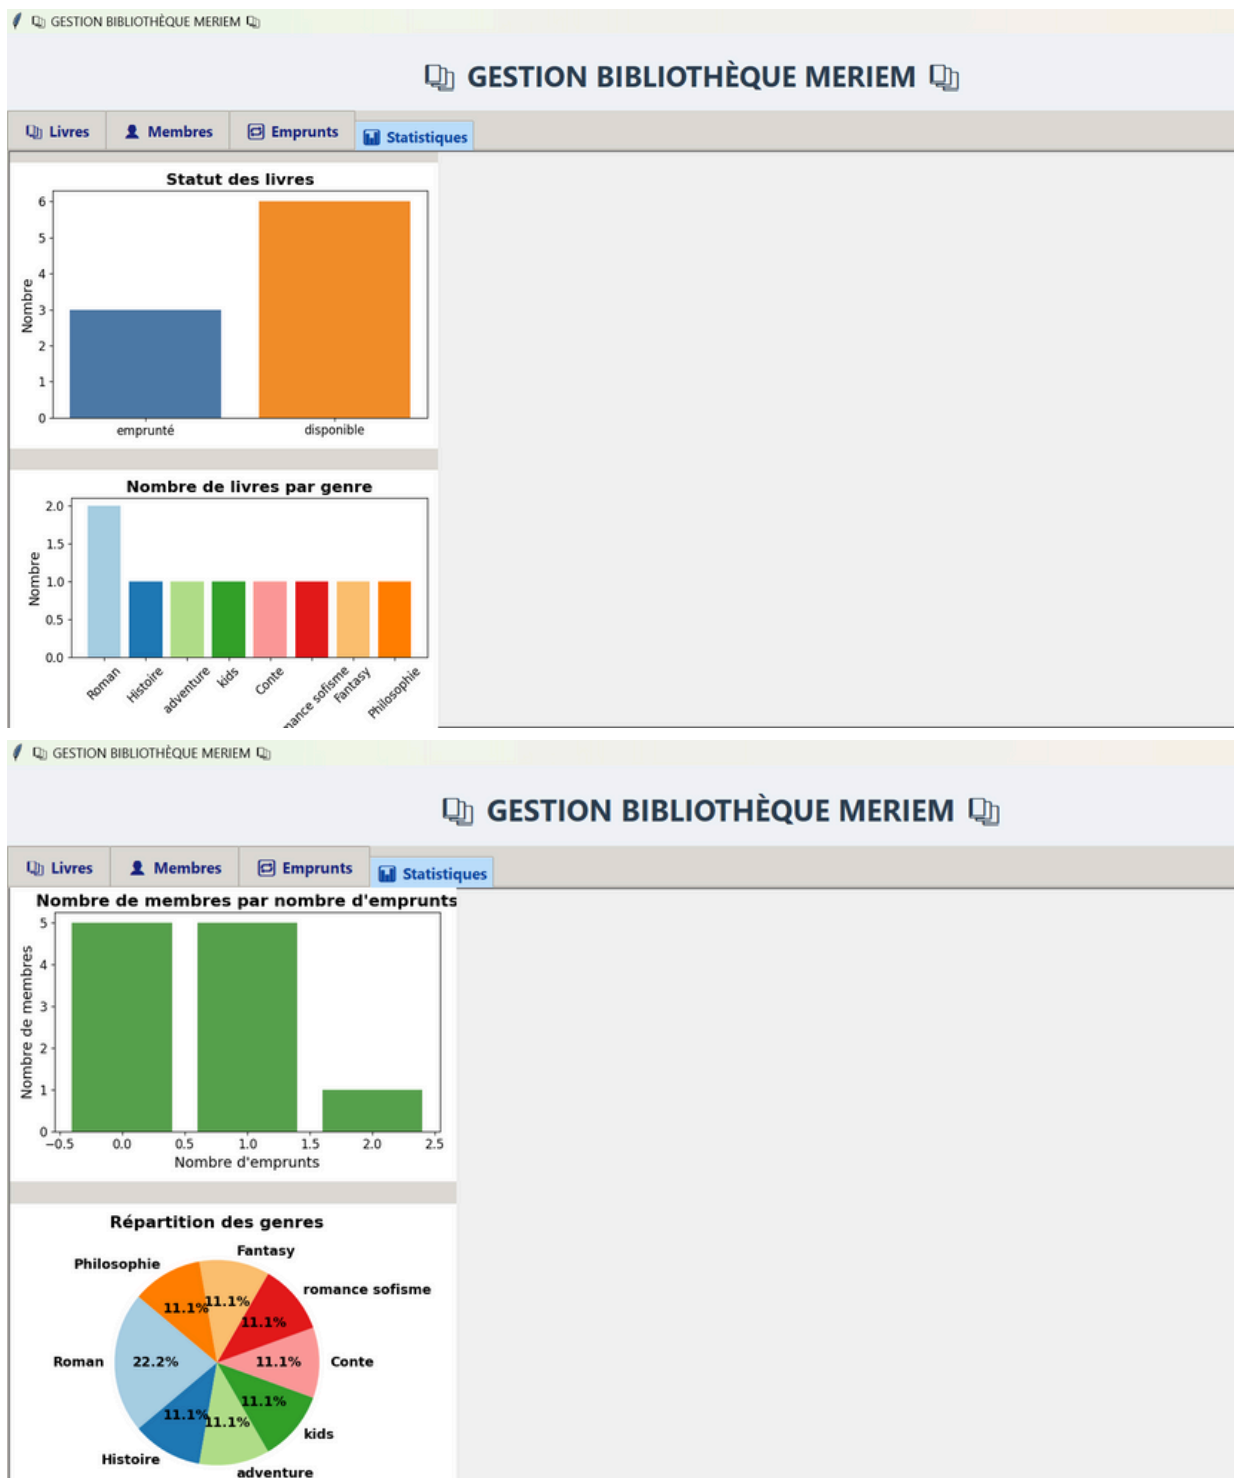 GESTION BIBLIOTHÈQUE MERIEM
GESTION BIBLIOTHÈQUE MERIEM
Livres Membres Emprunts Statistiques
Statut des livres
6
5
4
3
2
1
0
Nombre
emprunté disponible
Nombre de livres par genre
2.0
1.5
1.0
0.5
0.0
Nombre
Roman Histoire adventure kids Conte mance sofisme Fantasy Philosophie
GESTION BIBLIOTHÈQUE MERIEM
GESTION BIBLIOTHÈQUE MERIEM
Livres Membres Emprunts Statistiques
Nombre de membres par nombre d'emprunts
5
4
3
2
1
0
Nombre de membres
−0.5 0.0 0.5 1.0 1.5 2.0 2.5
Nombre d'emprunts
Répartition des genres
Fantasy
Philosophie
romance sofisme
11.1% 11.1%
11.1%
Roman 22.2% 11.1% Conte
11.1%
11.1% 11.1%
kids
Histoire
adventure